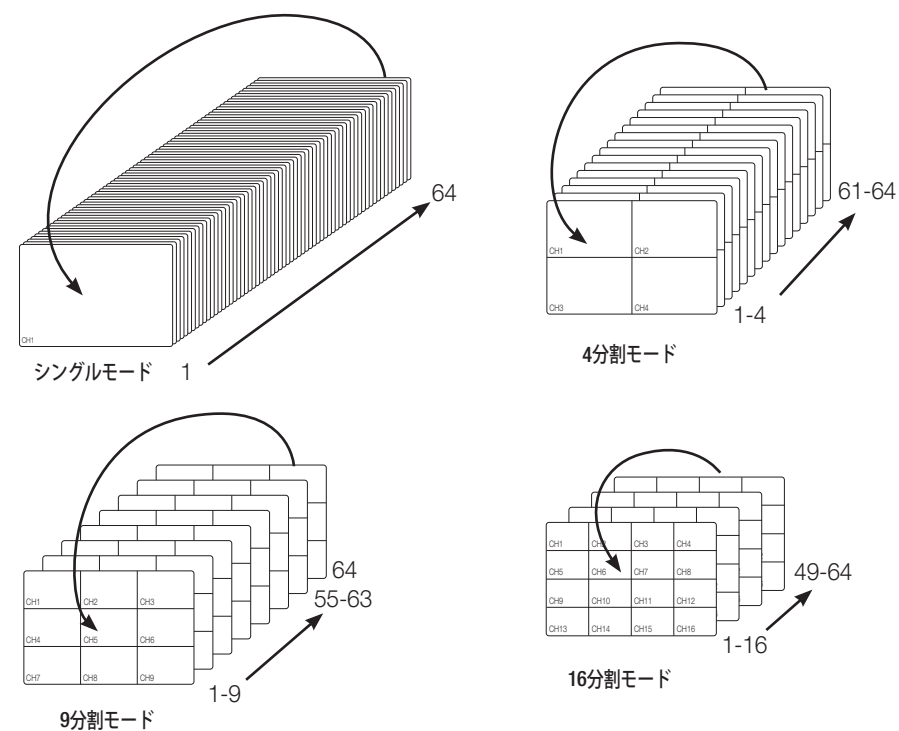 CH1
64
シングルモード 1
CH1 CH2
CH3 CH4
61-64
1-4
4分割モード
CH1 CH2 CH3
CH4 CH5 CH6
CH7 CH8 CH9
64
55-63
1-9
9分割モード
CH1 CH2 CH3 CH4
CH5 CH6 CH7 CH8
CH9 CH10 CH11 CH12
CH13 CH14 CH15 CH16
49-64
1-16
16分割モード